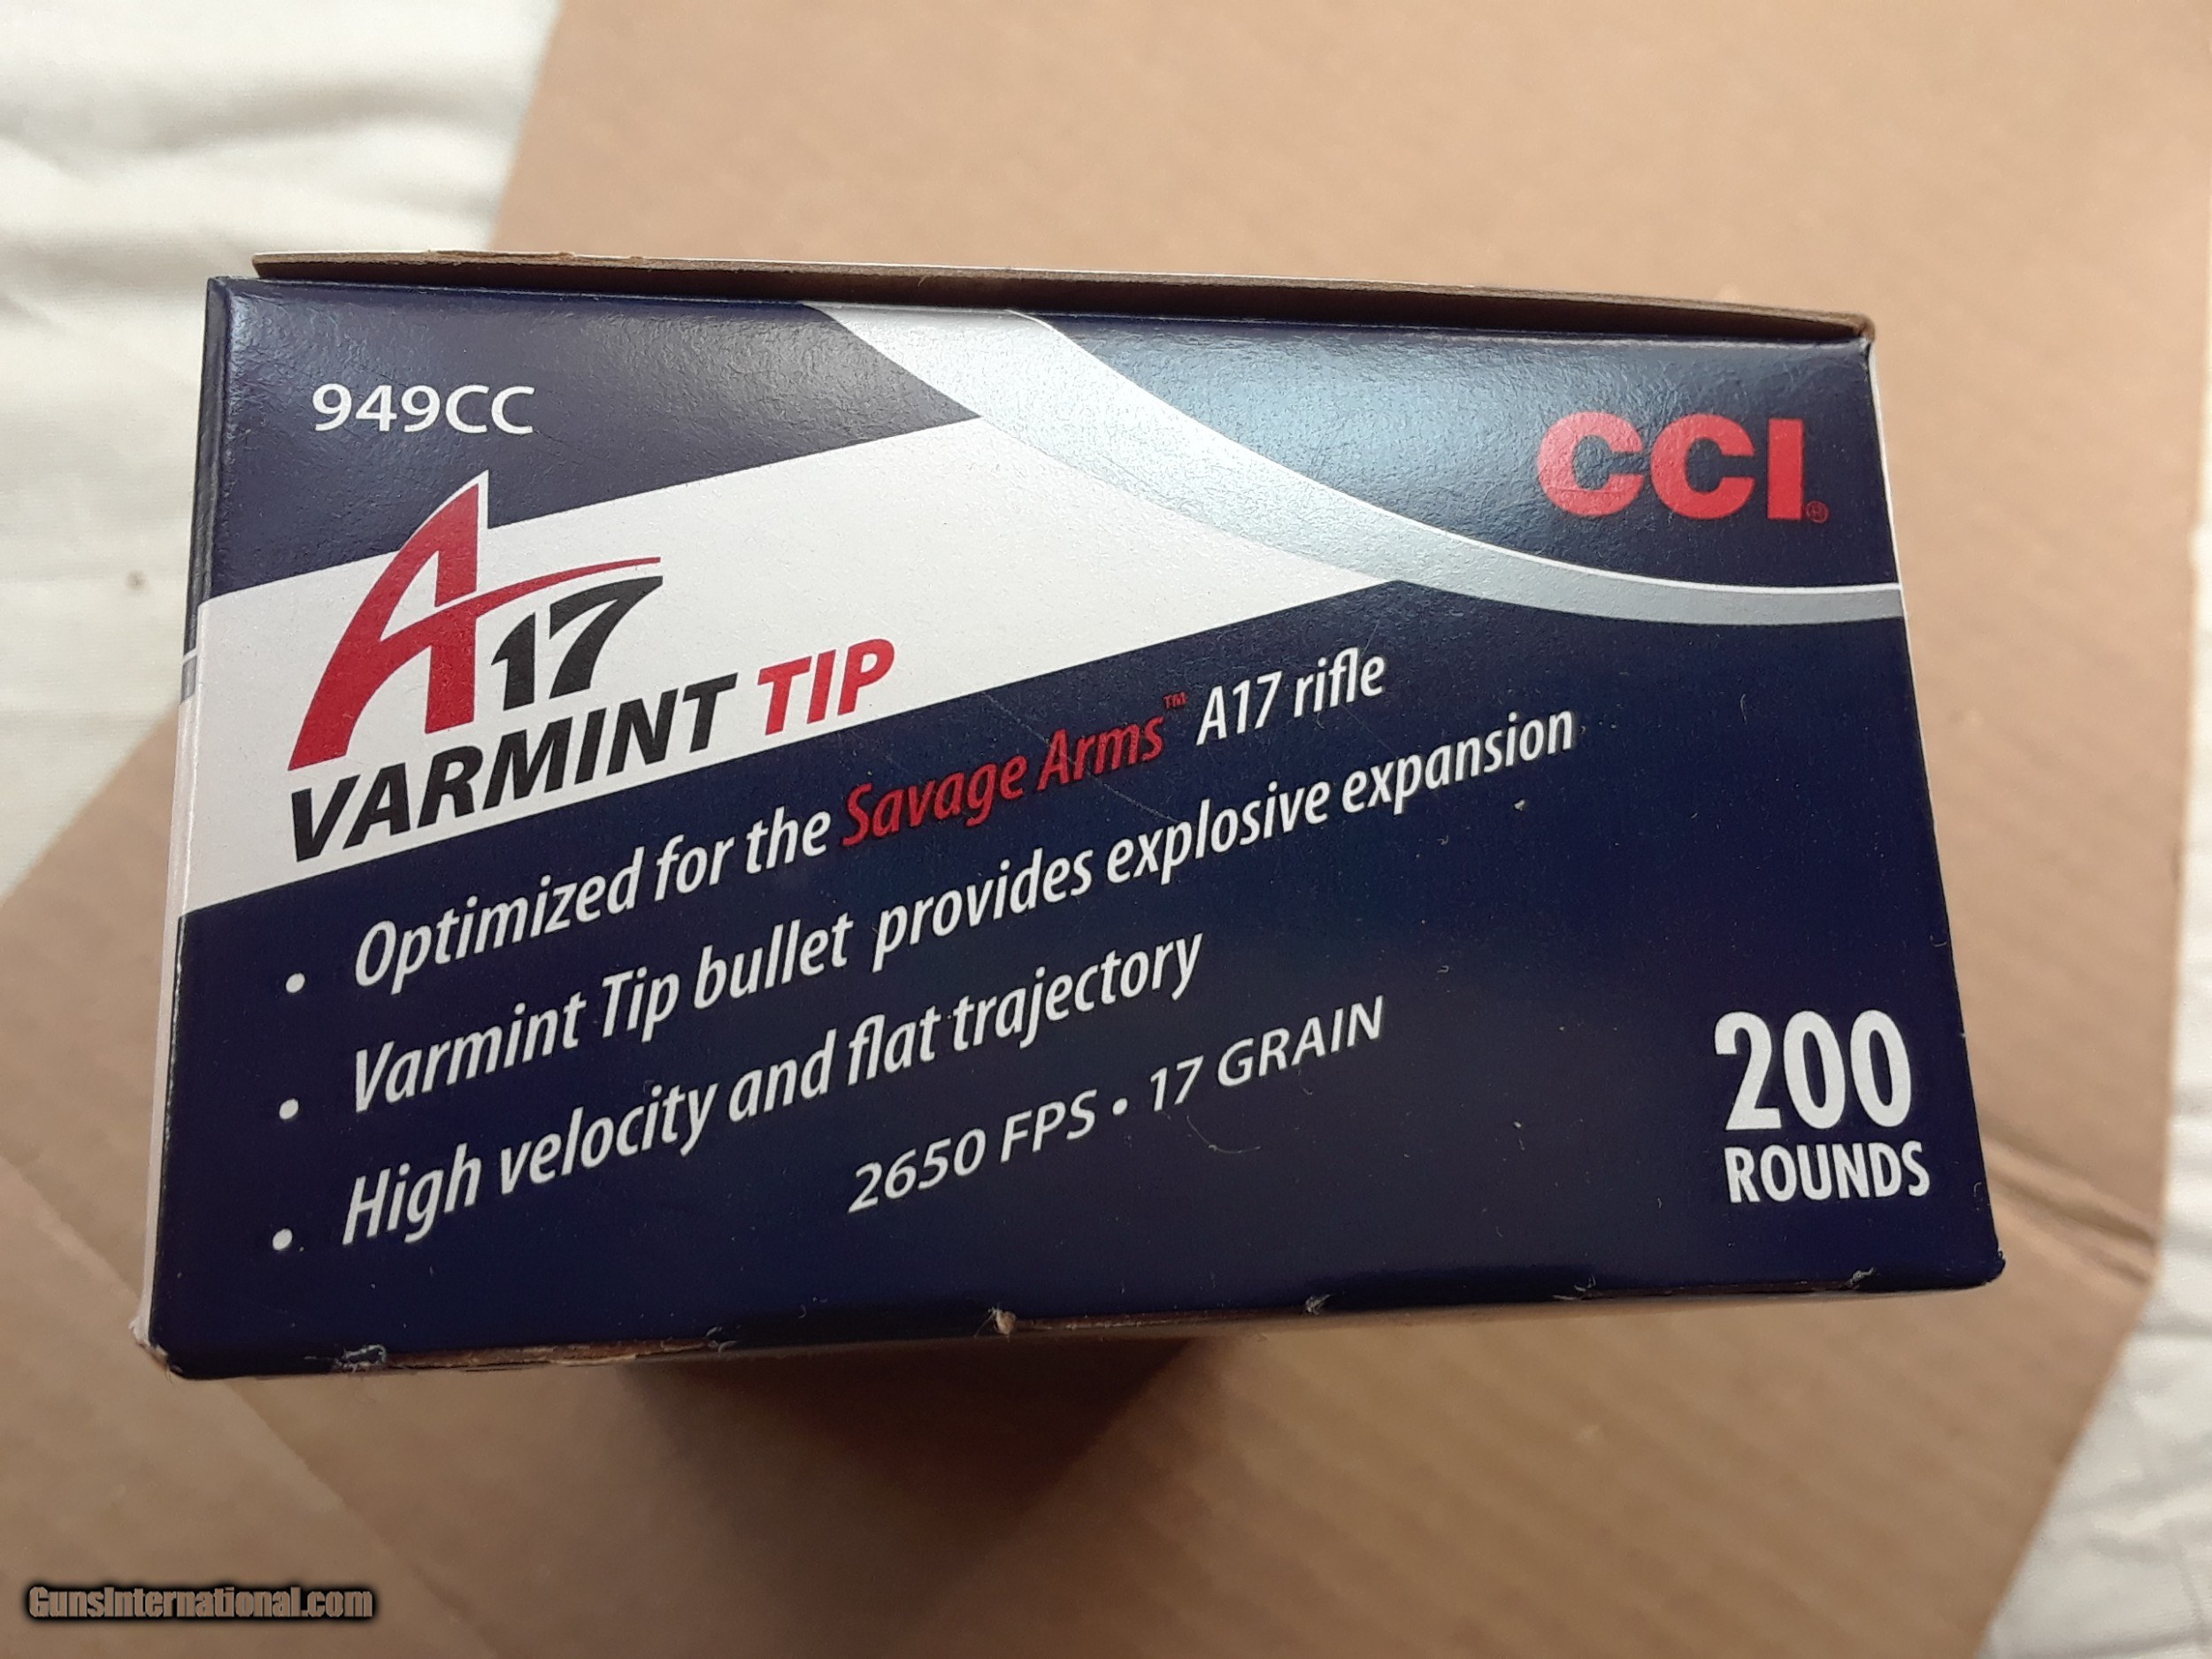 949CC
CCI®
A17
VARMINT TIP
• Optimized for the Savage Arms™ A17 rifle
• Varmint Tip bullet provides explosive expansion
• High velocity and flat trajectory
2650 FPS • 17 GRAIN
200
ROUNDS
GunsInternational.com